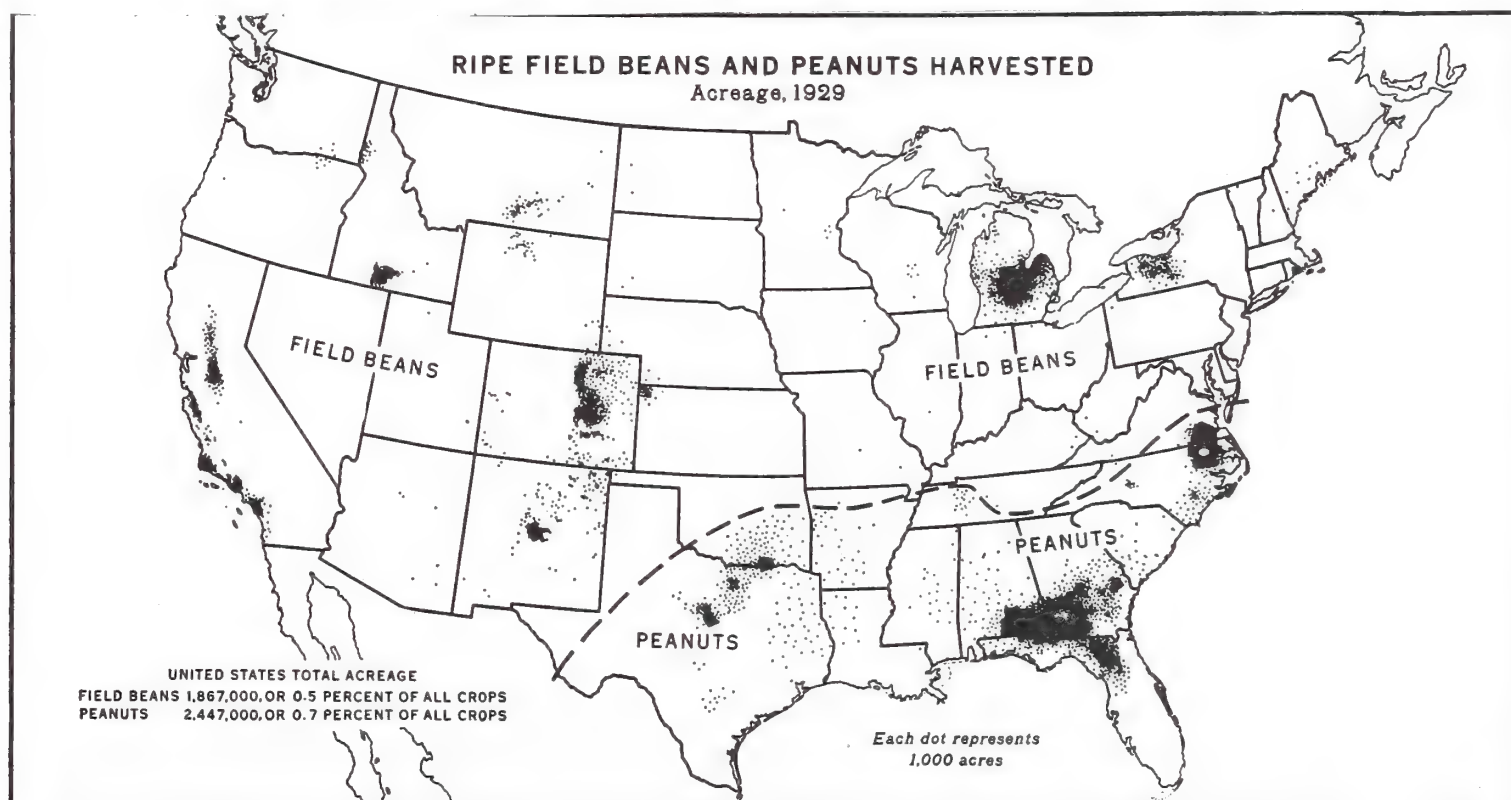 RIPE FIELD BEANS AND PEANUTS HARVESTED
Acreage, 1929
FIELD BEANS
FIELD BEANS
PEANUTS
PEANUTS
UNITED STATES TOTAL ACREAGE
FIELD BEANS 1,867,000, OR 0.5 PERCENT OF ALL CROPS
PEANUTS 2,447,000, OR 0.7 PERCENT OF ALL CROPS
Each dot represents
1,000 acres